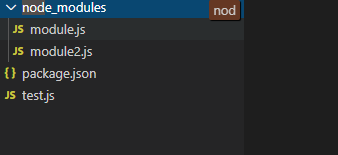 node_modules nod
JS module.js
JS module2.js
{} package.json
JS test.js